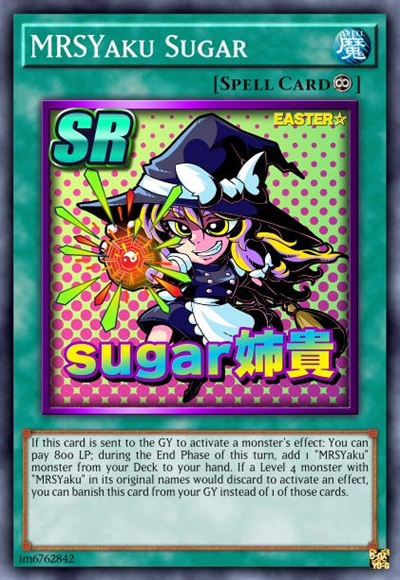 MRSYaku Sugar
[Spell Card]
SR
EASTER☆
sugar姉貴
If this card is sent to the GY to activate a monster's effect: You can
pay 800 LP; during the End Phase of this turn, add 1 "MRSYaku"
monster from your Deck to your hand. If a Level 4 monster with
"MRSYaku" in its original names would discard to activate an effect,
you can banish this card from your GY instead of 1 of those cards.
im6762842